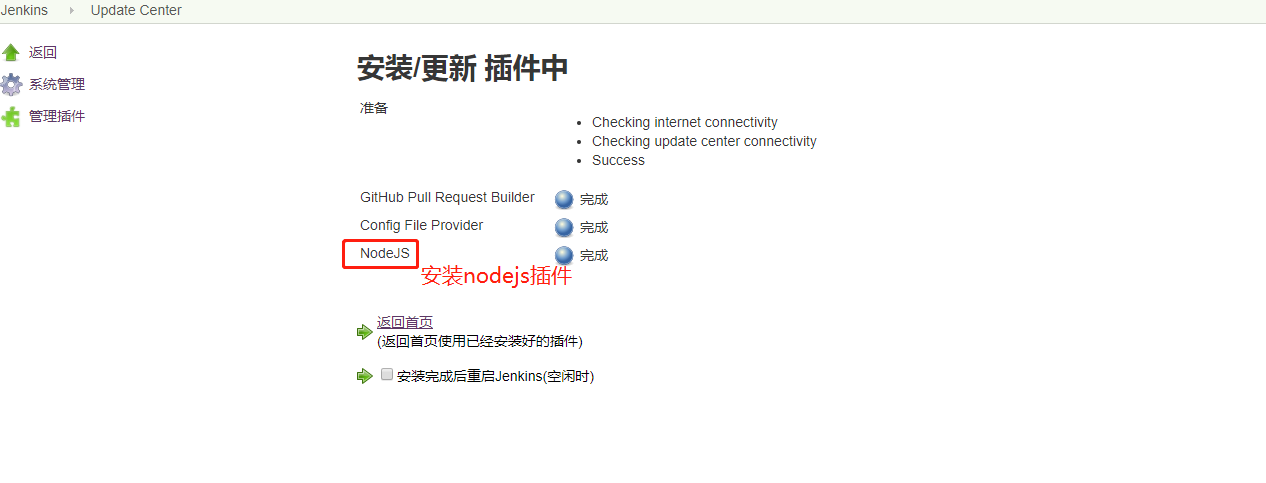 Jenkins Update Center
返回
系统管理
管理插件
安装/更新 插件中
准备
Checking internet connectivity
Checking update center connectivity
Success
GitHub Pull Request Builder 完成
Config File Provider 完成
NodeJS 完成
安装nodejs插件
返回首页
(返回首页使用已经安装好的插件)
安装完成后重启Jenkins(空闲时)